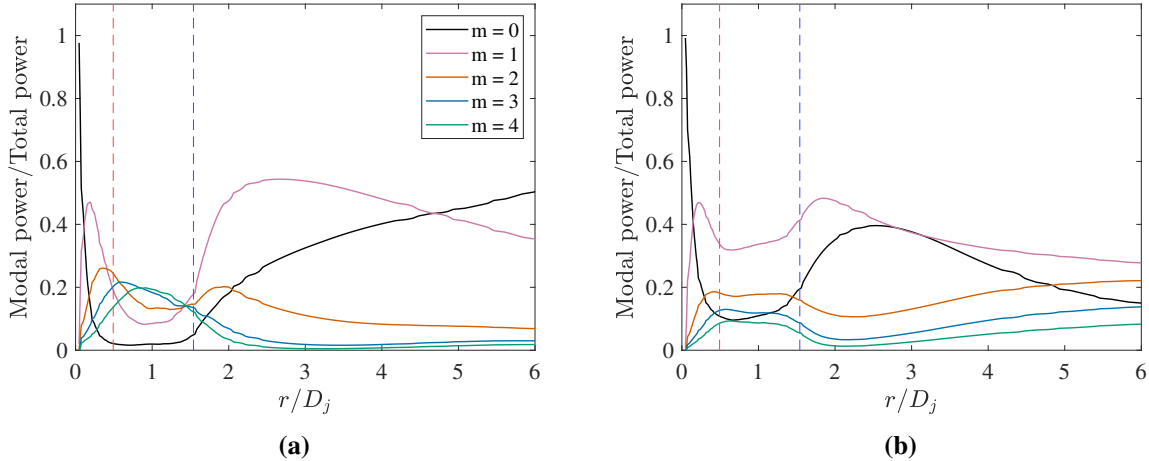 Modal power/Total power
1
0.8
0.6
0.4
0.2
0
0 1 2 3 4 5 6
r/D_j
m = 0
m = 1
m = 2
m = 3
m = 4
(a)
Modal power/Total power
1
0.8
0.6
0.4
0.2
0
0 1 2 3 4 5 6
r/D_j
(b)